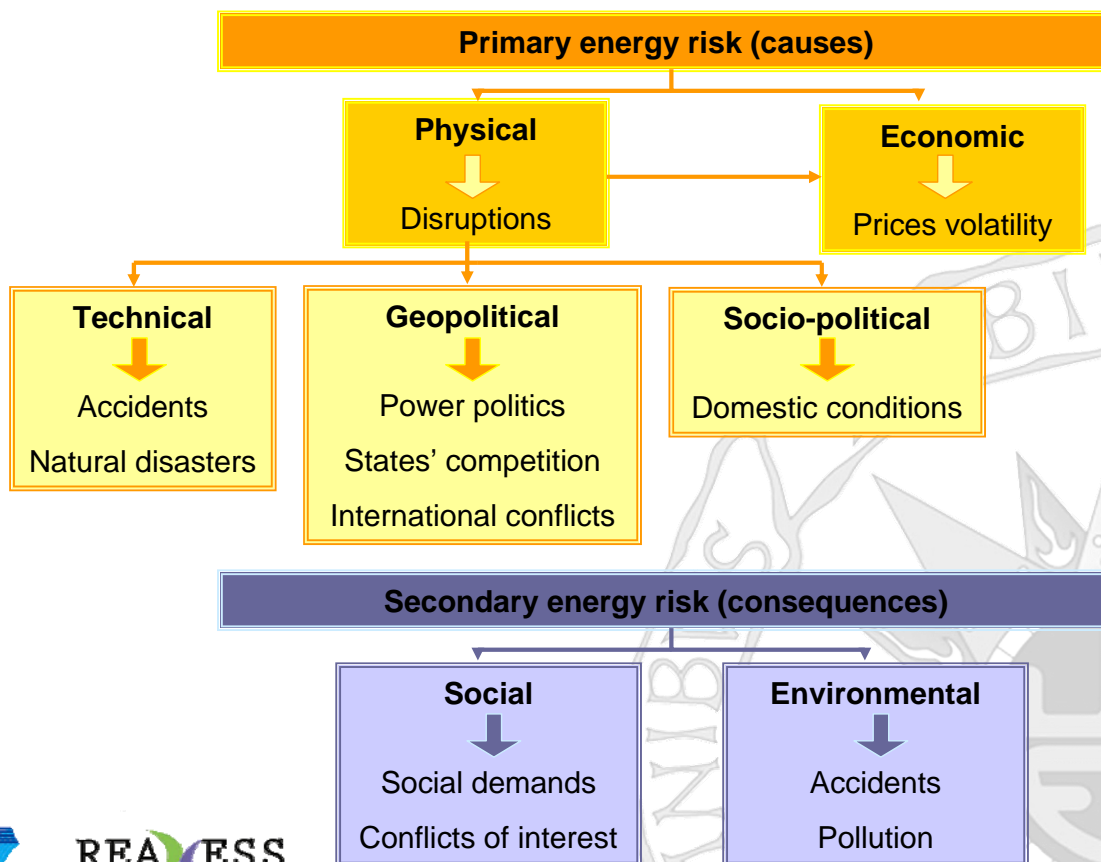 Primary energy risk (causes)
Physical
Disruptions
Economic
Prices volatility
Technical
Accidents
Natural disasters
Geopolitical
Power politics
States’ competition
International conflicts
Socio-political
Domestic conditions
Secondary energy risk (consequences)
Social
Social demands
Conflicts of interest
Environmental
Accidents
Pollution